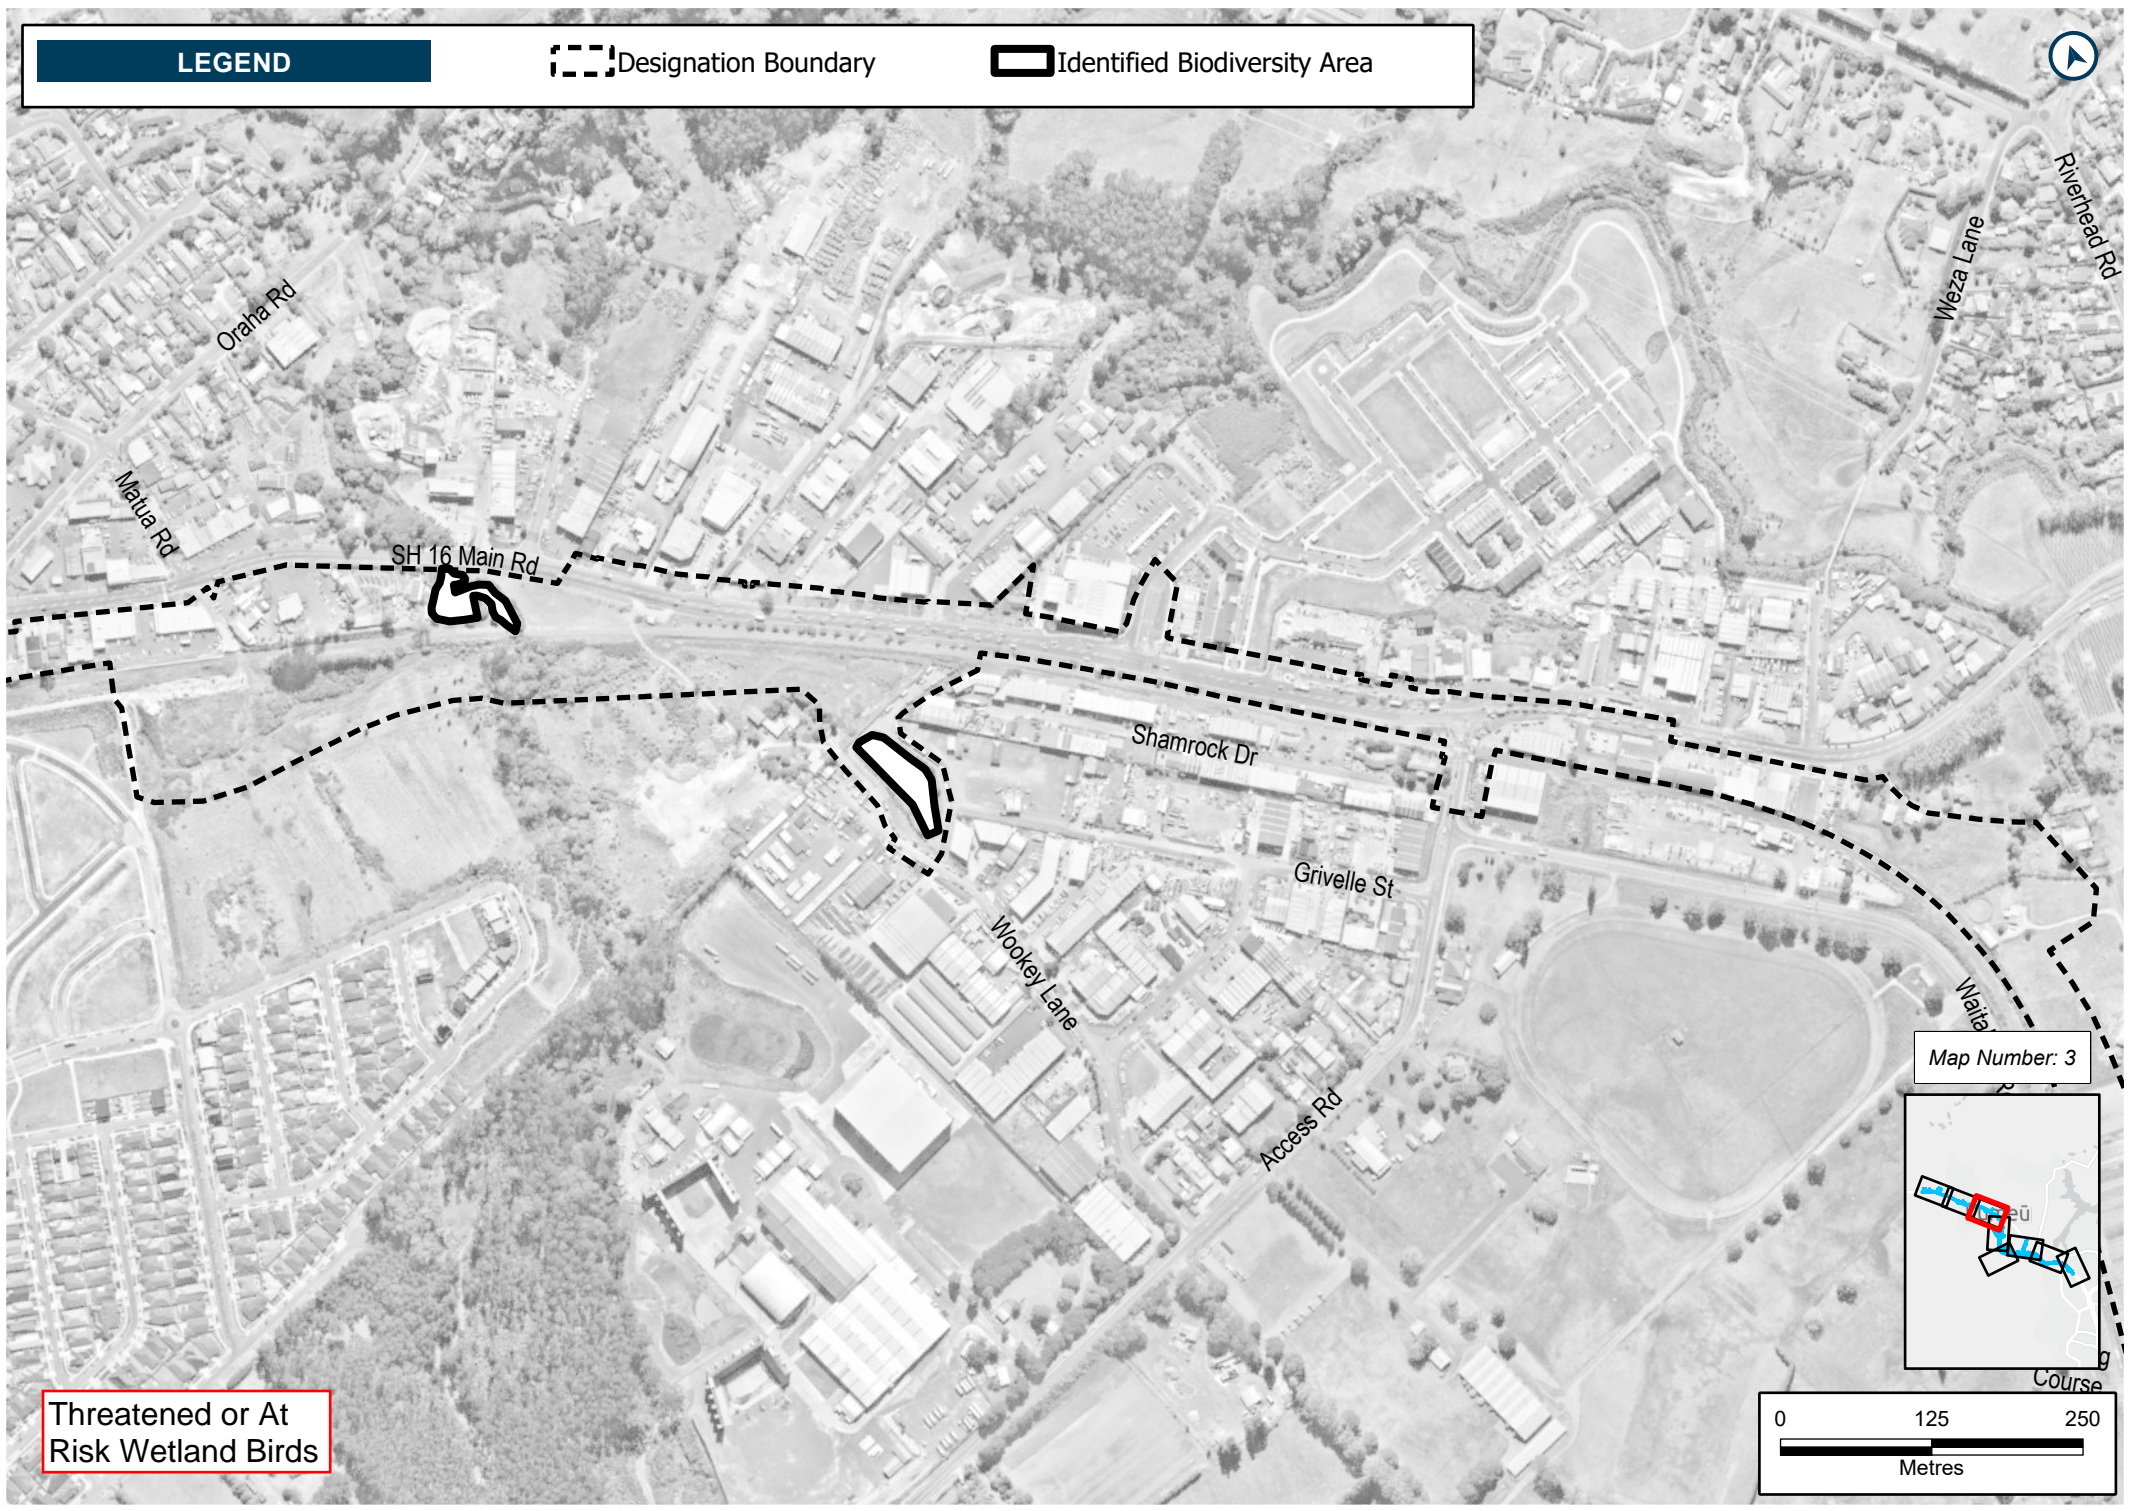 LEGEND
Designation Boundary
Identified Biodiversity Area
Riverhead Rd
Weza Lane
Oraha Rd
Matua Rd
SH 16 Main Rd
Shamrock Dr
Grivelle St
Wookey Lane
Access Rd
Map Number: 3
Course
Threatened or At
Risk Wetland Birds
0 125 250
Metres